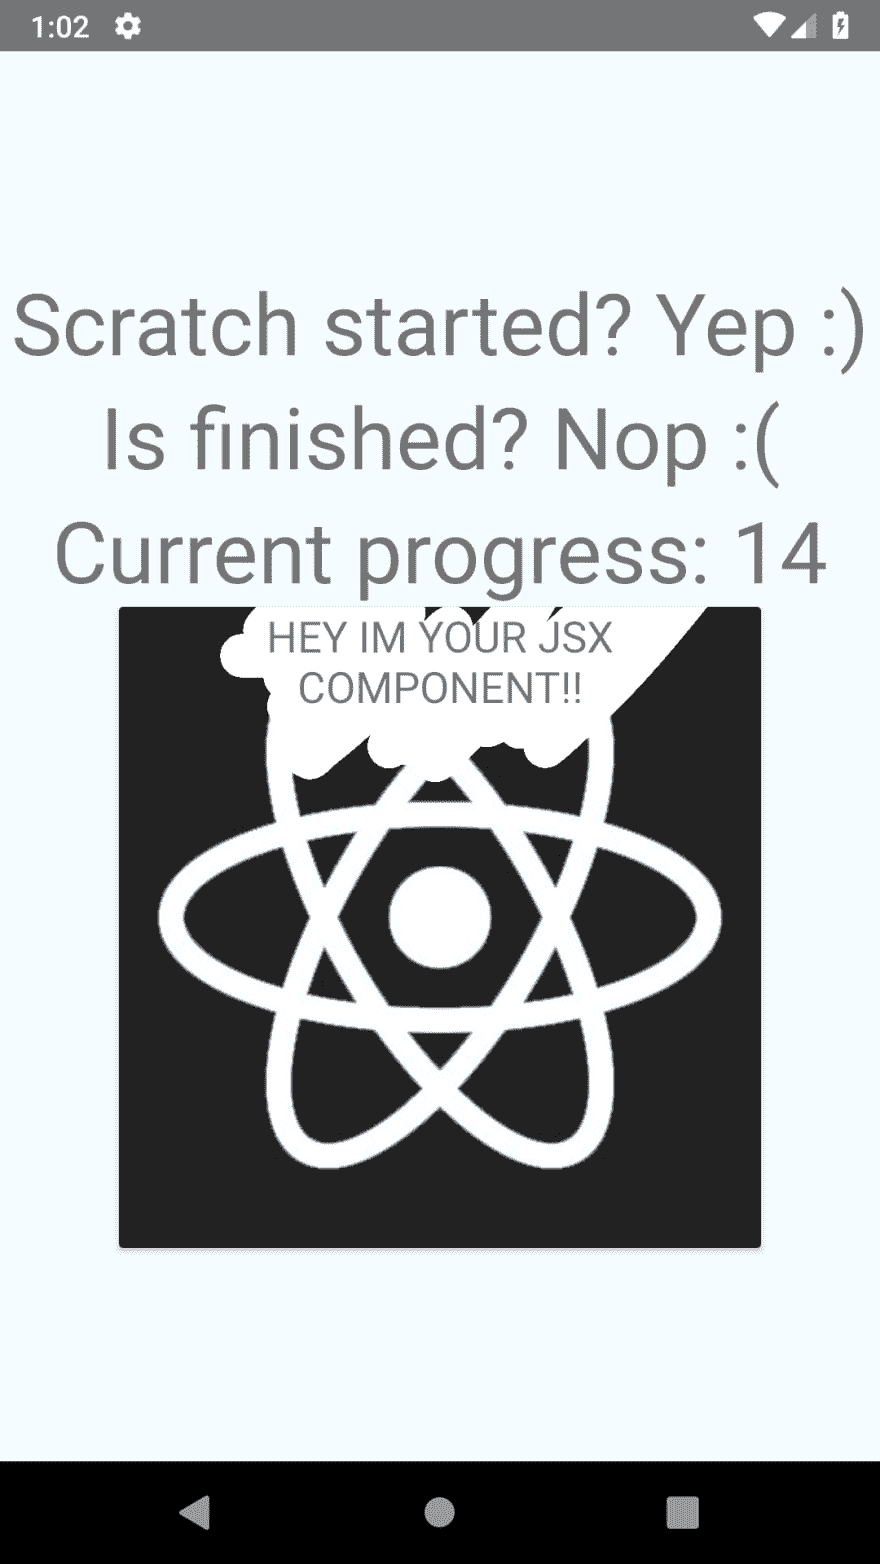 1:02
Scratch started? Yep :)
Is finished? Nop :(
Current progress: 14
HEY IM YOUR JSX
COMPONENT!!